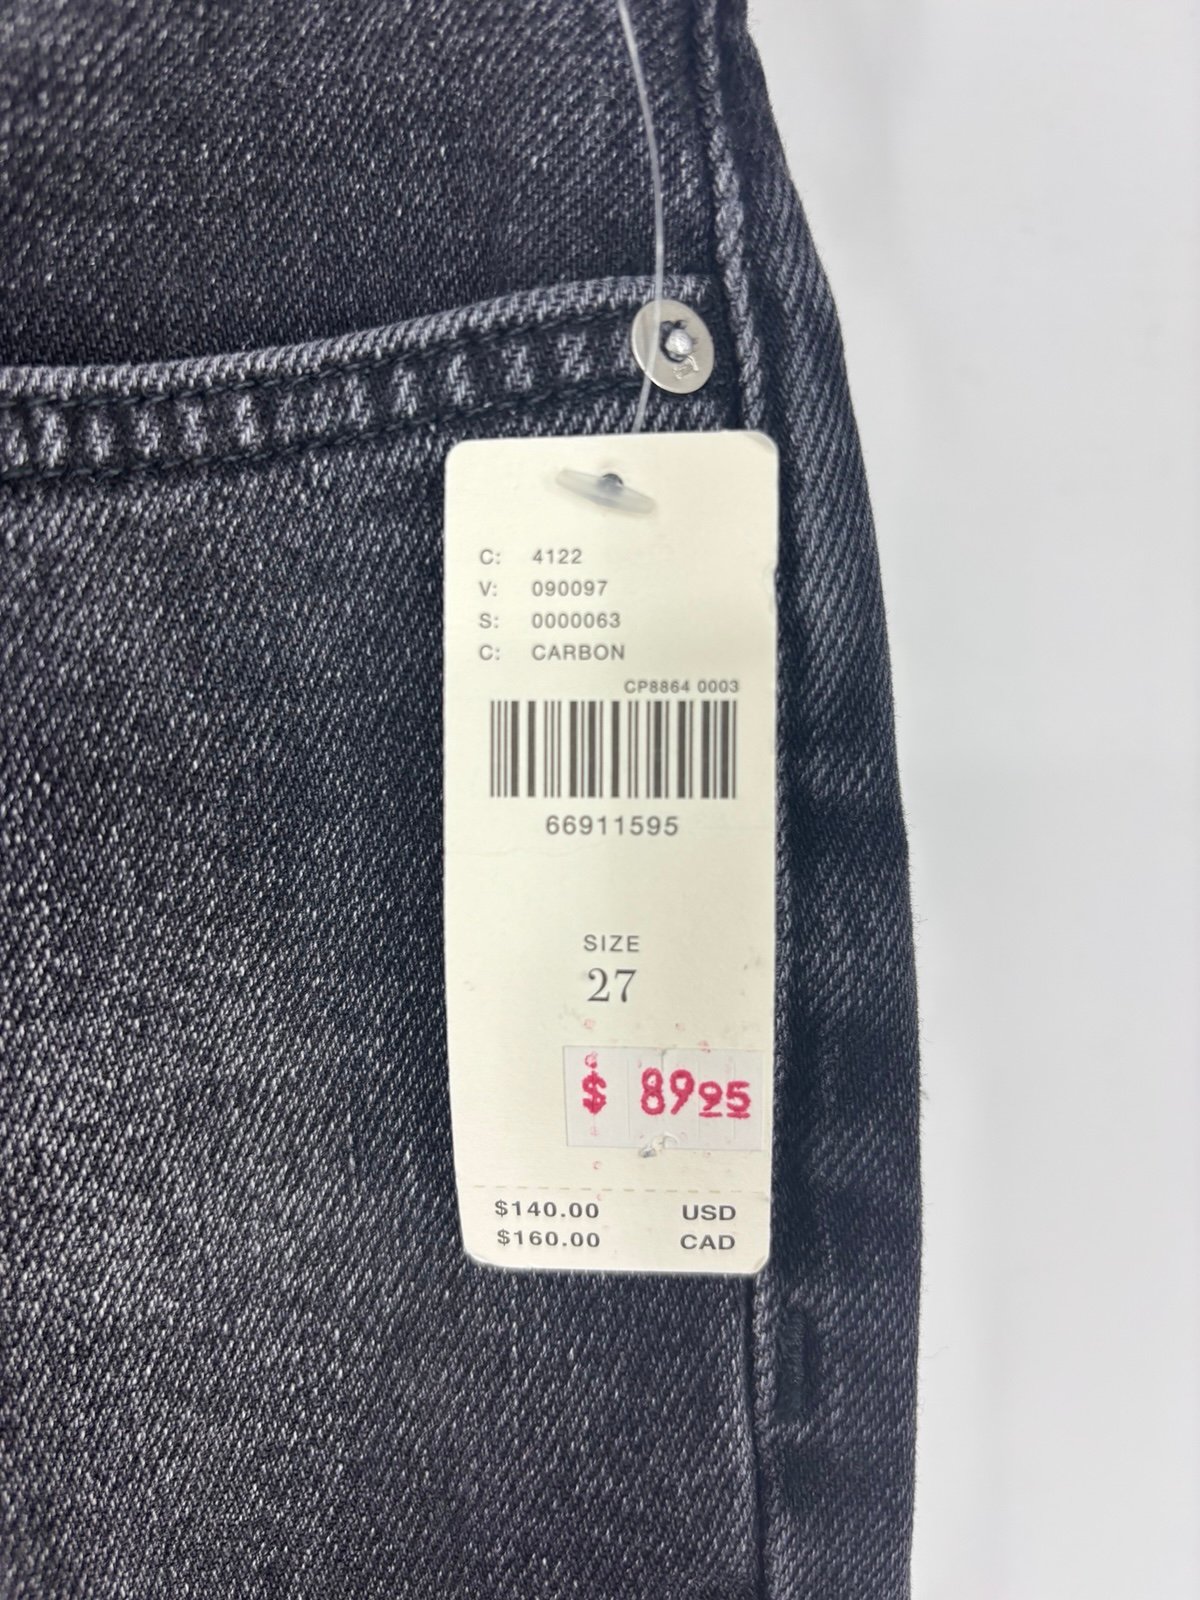 C: 4122
V: 090097
S: 0000063
C: CARBON
CP8864 0003
66911595
SIZE
27
$ 8995
$140.00 USD
$160.00 CAD